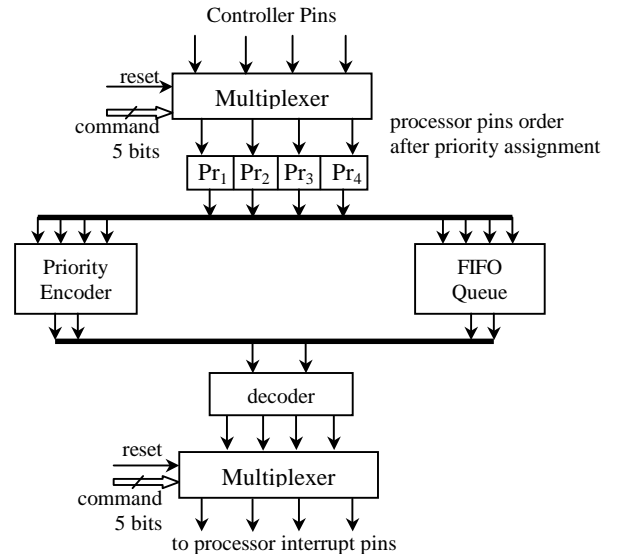 Controller Pins
reset
Multiplexer
command
5 bits
processor pins order
after priority assignment
Pr1 Pr2 Pr3 Pr4
Priority
Encoder
FIFO
Queue
decoder
reset
Multiplexer
command
5 bits
to processor interrupt pins